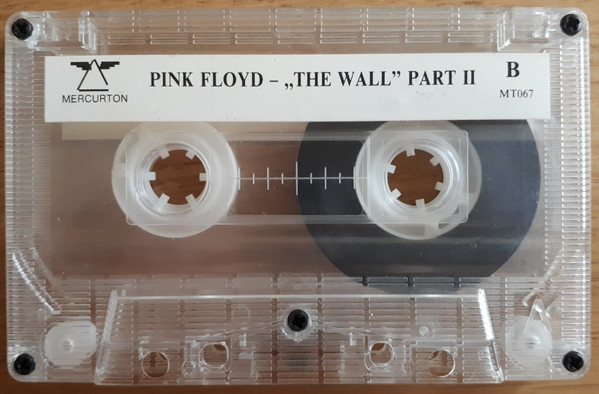 PINK FLOYD – „THE WALL” PART II
B
MERCURTON
MT067